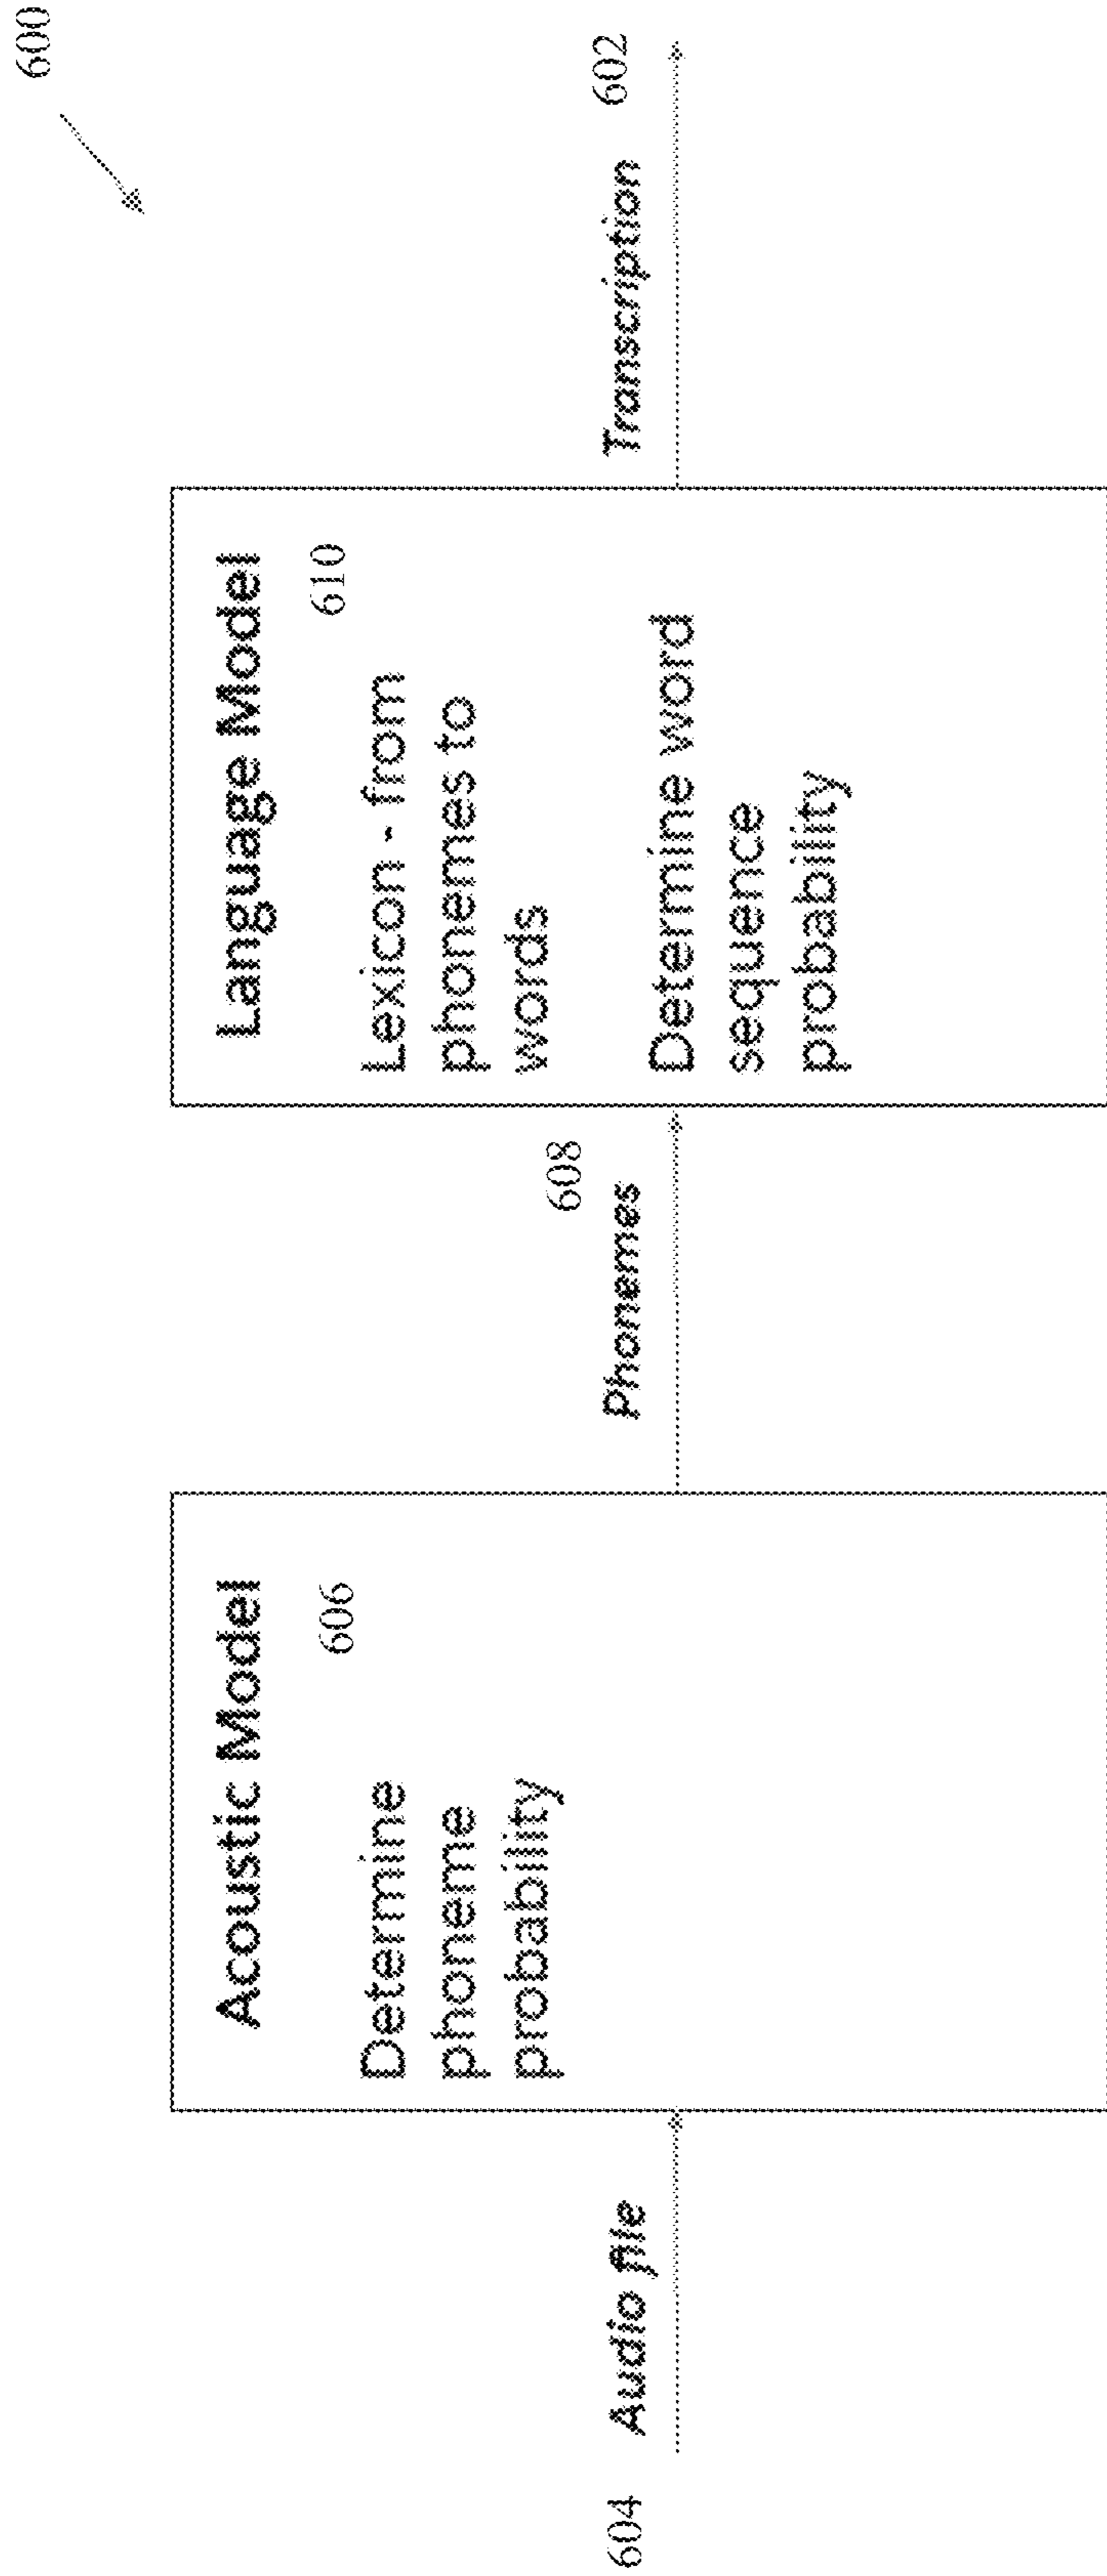 600
604
Audio file
Acoustic Model
606
Determine
phoneme
probability
608
Phonemes
Language Model
610
Lexicon - from
phonemes to
words
Determine word
sequence
probability
Transcription
602